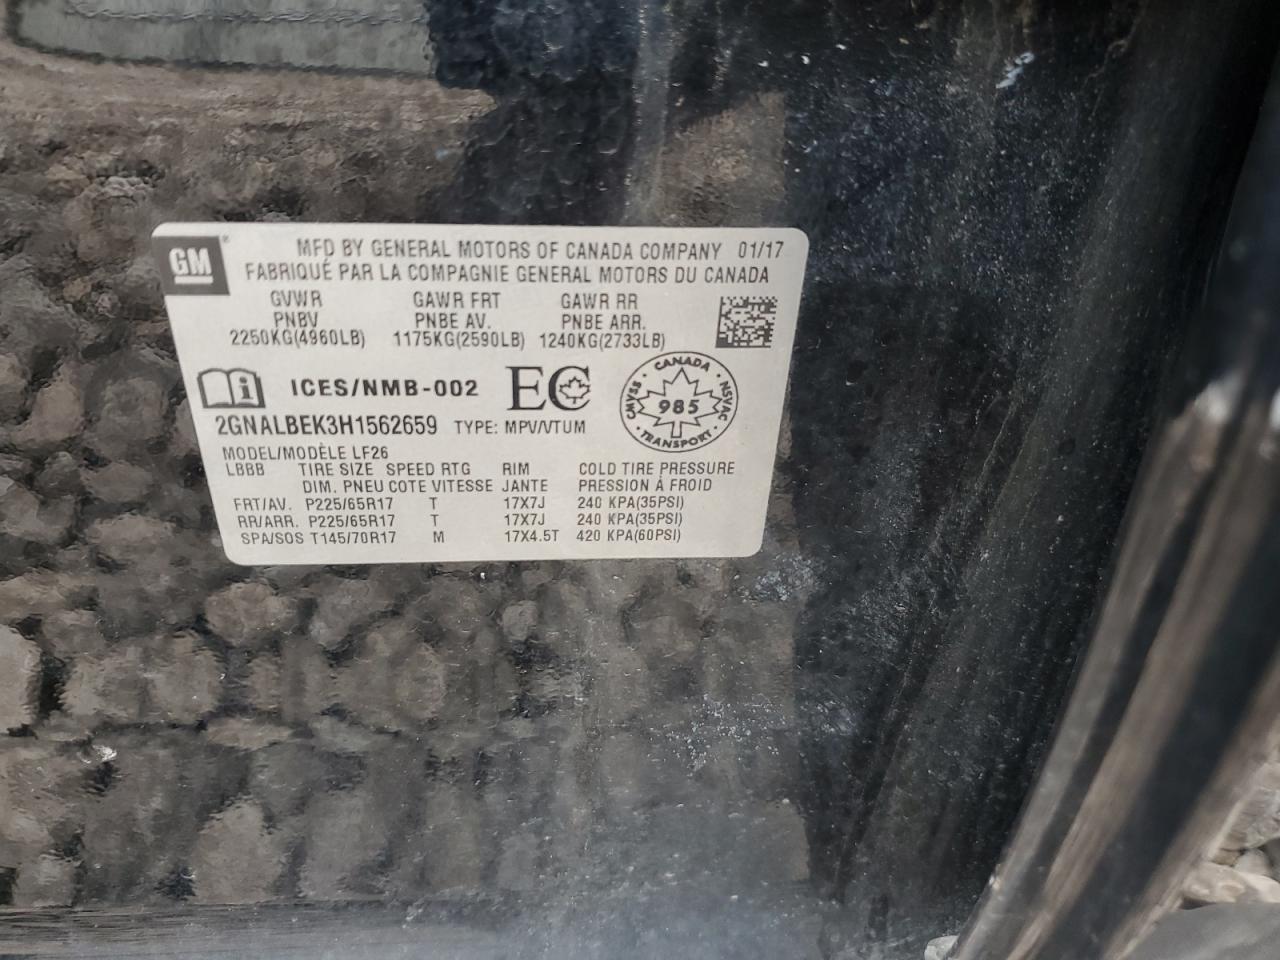 GM®
MFD BY GENERAL MOTORS OF CANADA COMPANY 01/17
FABRIQUÉ PAR LA COMPAGNIE GENERAL MOTORS DU CANADA
GVWR GAWR FRT GAWR RR
PNBV PNBE AV. PNBE ARR.
2250KG(4960LB) 1175KG(2590LB) 1240KG(2733LB)
ICES/NMB-002 EC
CANADA · NSVAC · TRANSPORT · CMVSS ·
985
2GNALBEK3H1562659 TYPE: MPV/VTUM
MODEL/MODÈLE LF26
LBBB TIRE SIZE SPEED RTG RIM COLD TIRE PRESSURE
DIM. PNEU COTE VITESSE JANTE PRESSION À FROID
FRT/AV. P225/65R17 T 17X7J 240 KPA(35PSI)
RR/ARR. P225/65R17 T 17X7J 240 KPA(35PSI)
SPA/SOS T145/70R17 M 17X4.5T 420 KPA(60PSI)